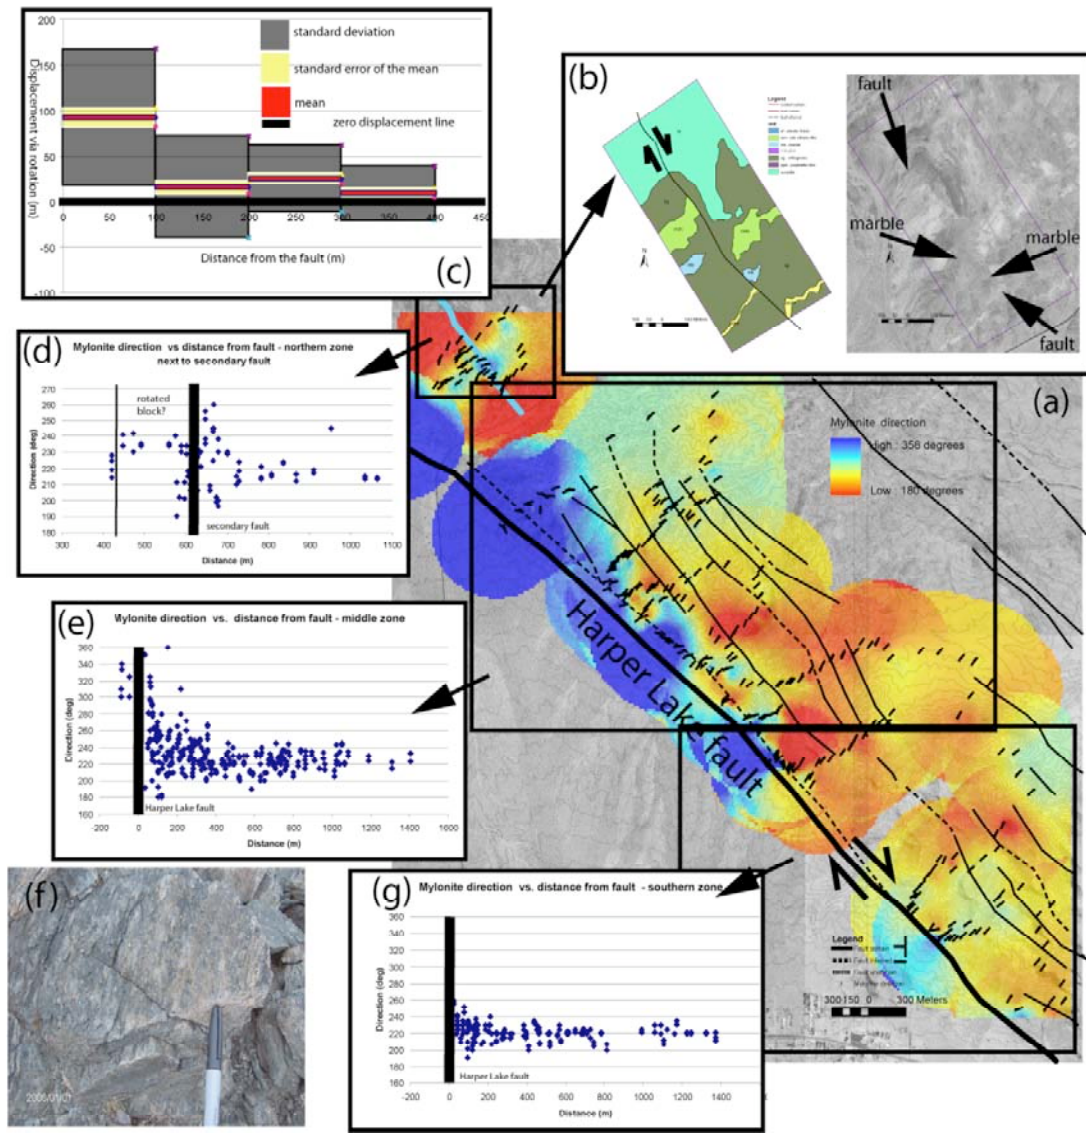 (c)
200
150
100
50
0
-50
-100
Displacement via rotation
(m)
standard deviation
standard error of the mean
mean
zero displacement line
0 50 100 150 200 250 300 350 400 450
Distance from the fault (m)
(b)
Legend
N
fault
marble
marble
fault
(d)
Mylonite direction vs distance from fault - northern zone
next to secondary fault
270
260
250
240
230
220
210
200
190
180
Direction (deg)
rotated
block?
secondary fault
300 400 500 600 700 800 900 1000 1100
Distance (m)
(a)
Mylonite direction
High : 358 degrees
Low : 180 degrees
Harper Lake fault
(e)
Mylonite direction vs. distance from fault - middle zone
360
340
320
300
280
260
240
220
200
180
160
Direction (deg)
Harper Lake fault
-200 0 200 400 600 800 1000 1200 1400 1600
Distance (m)
(f)
(g)
Mylonite direction vs. distance from fault - southern zone
360
340
320
300
280
260
240
220
200
180
160
Direction (deg)
Harper Lake fault
-200 0 200 400 600 800 1000 1200 1400
Distance (m)
Legend
Fault certain
Fault inferred
300 150 0 300 Meters